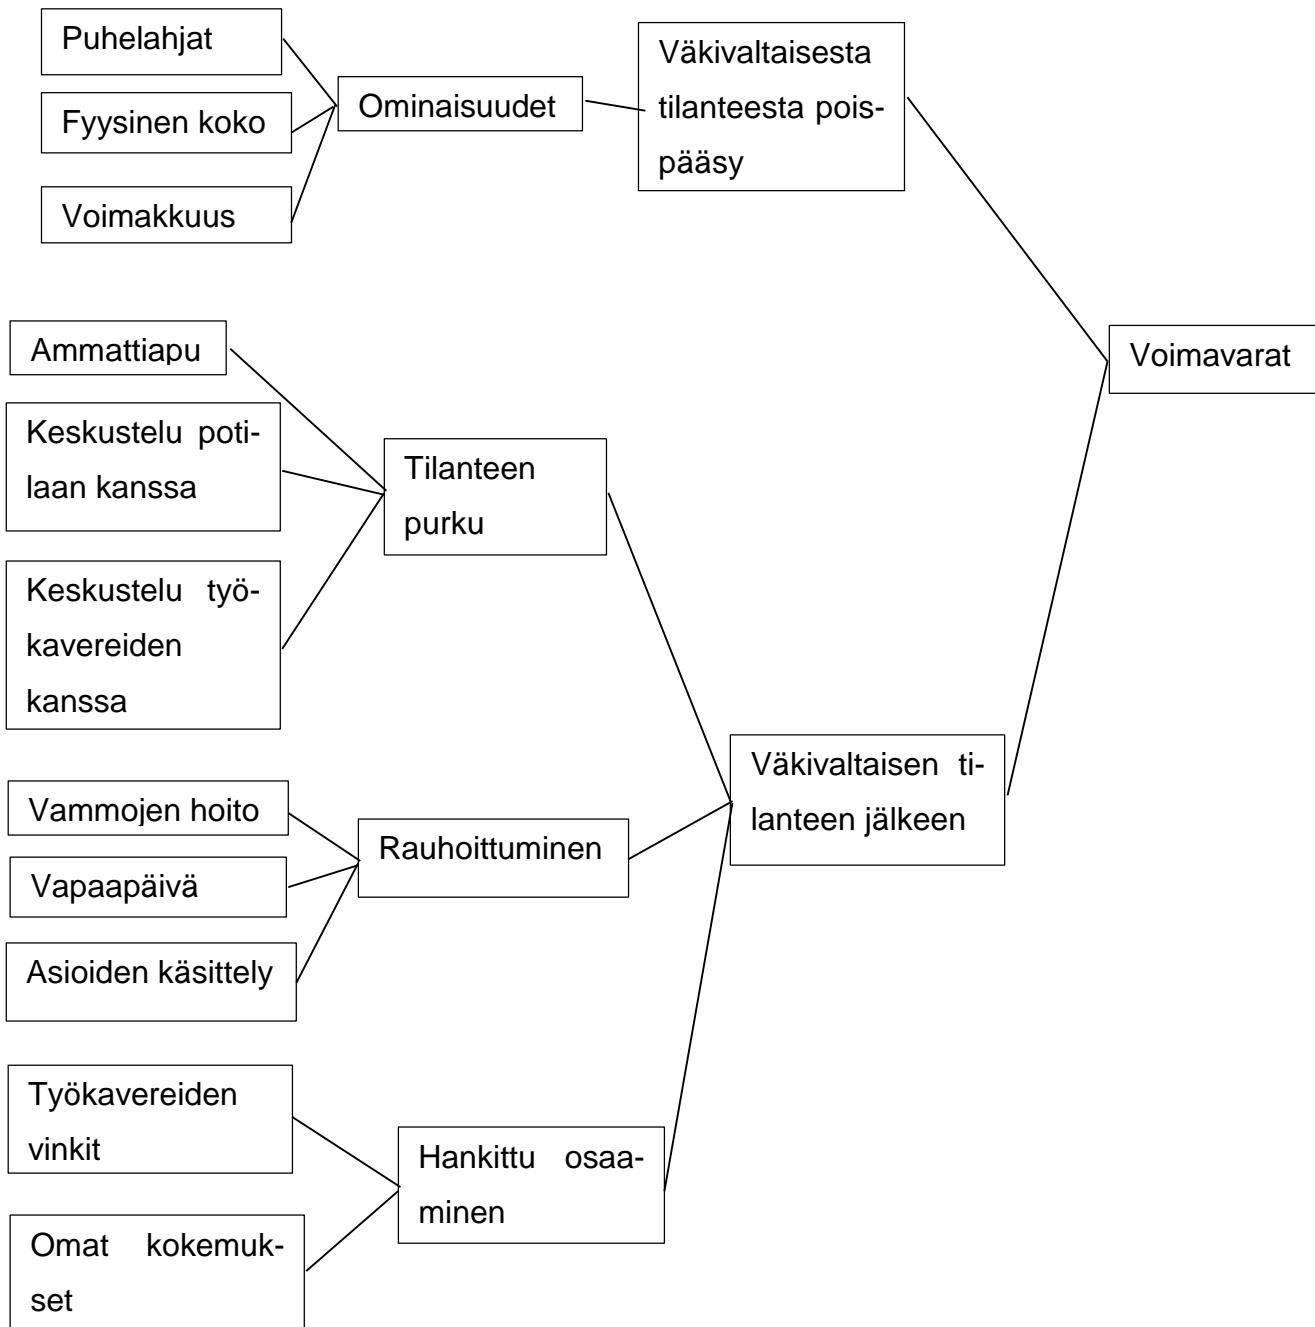 Puhelahjat
Fyysinen koko
Voimakkuus
Ominaisuudet
Väkivaltaisesta
tilanteesta pois-
pääsy
Voimavarat
Ammattiapu
Keskustelu poti-
laan kanssa
Keskustelu työ-
kavereiden
kanssa
Tilanteen
purku
Vammojen hoito
Vapaapäivä
Asioiden käsittely
Rauhoittuminen
Väkivaltaisen ti-
lanteen jälkeen
Työkavereiden
vinkit
Omat kokemuk-
set
Hankittu osaa-
minen